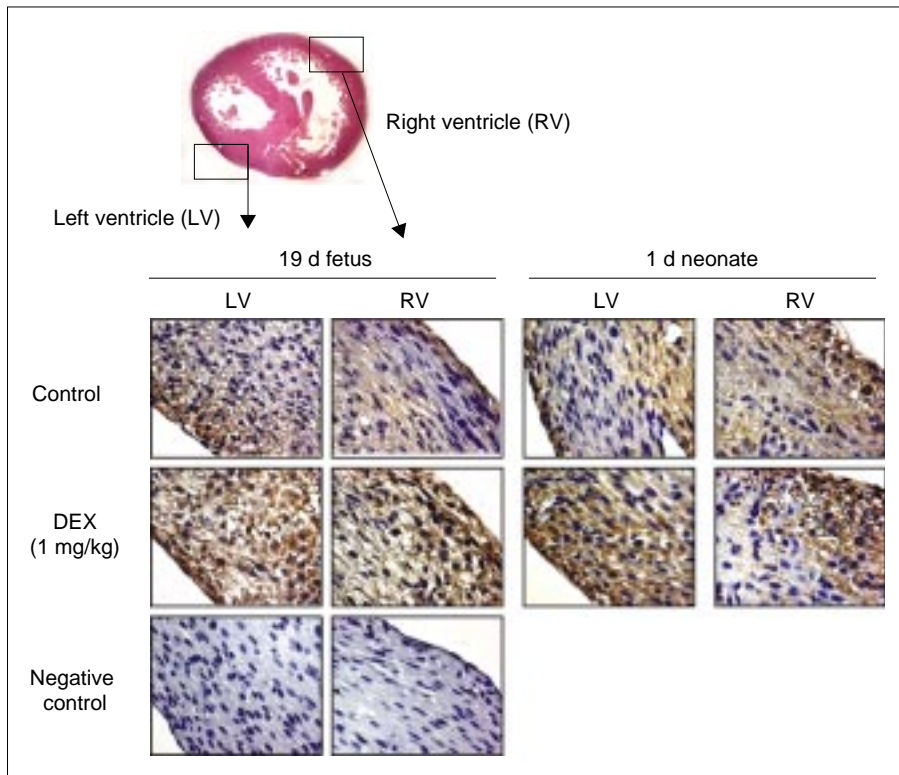 Right ventricle (RV)
Left ventricle (LV)
19 d fetus
1 d neonate
LV
RV
LV
RV
Control
DEX
(1 mg/kg)
Negative
control